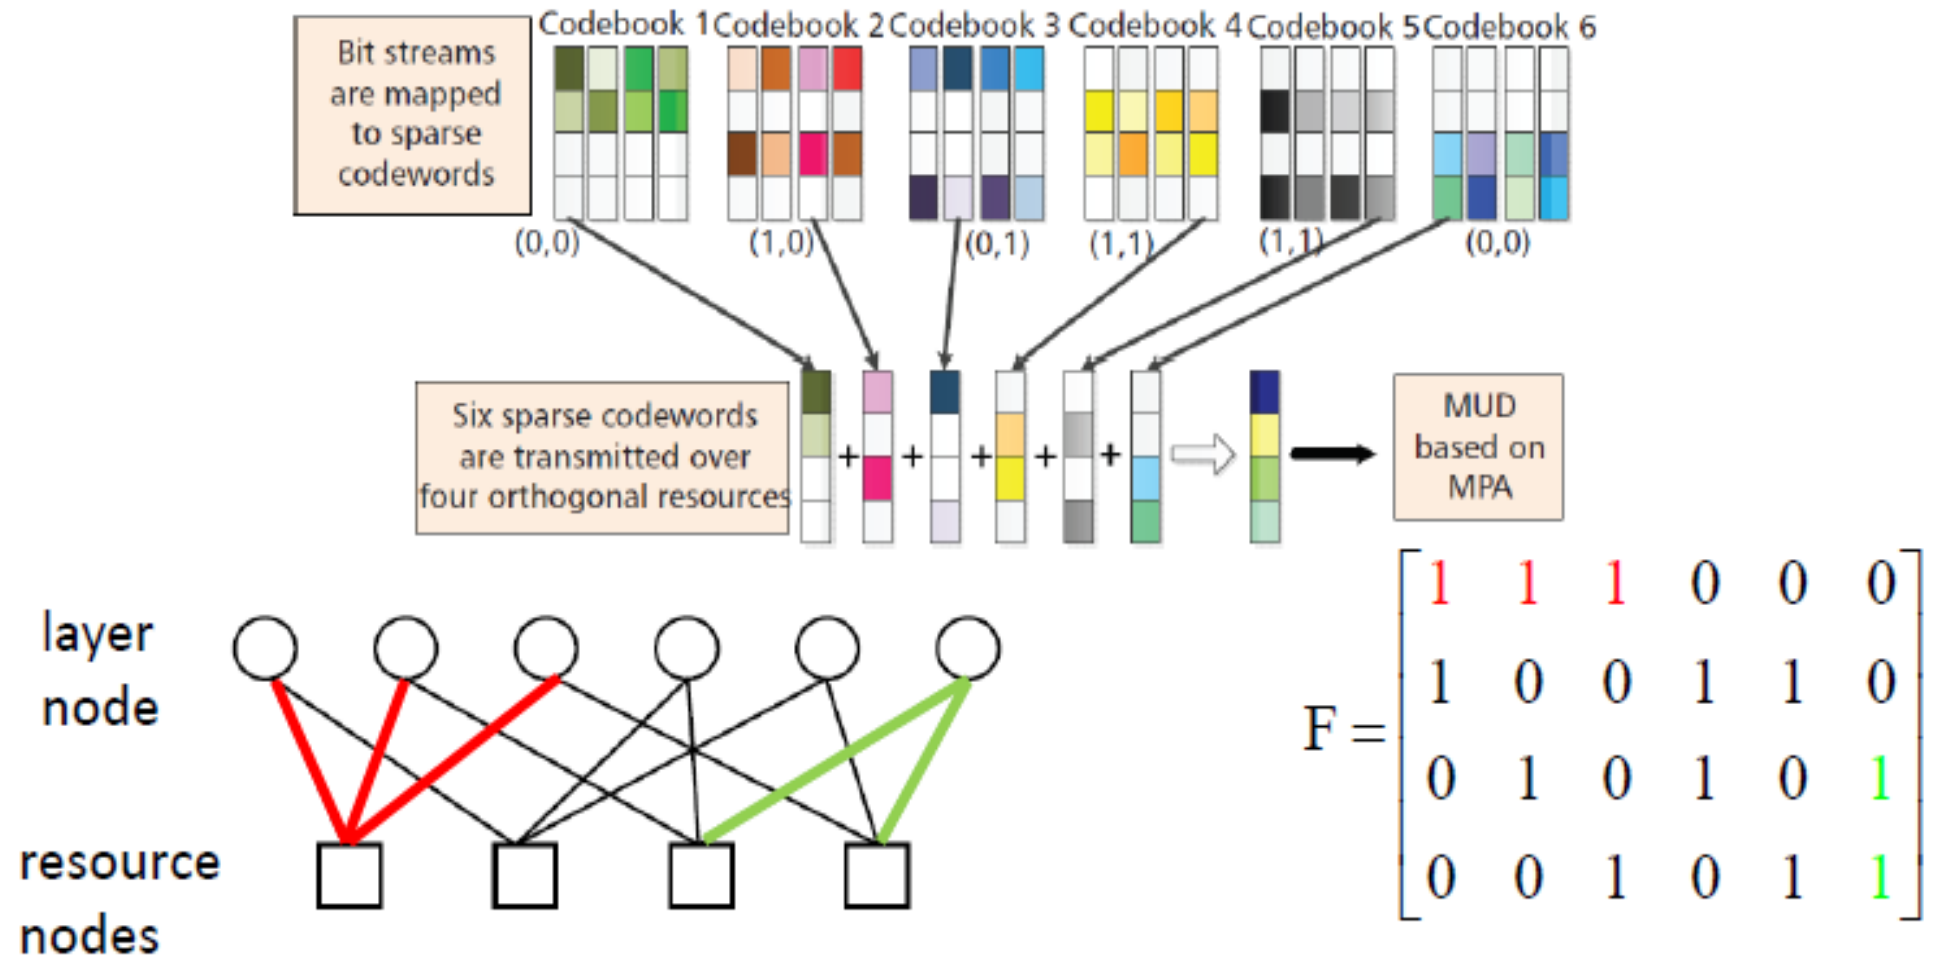 Codebook 1 Codebook 2 Codebook 3 Codebook 4 Codebook 5 Codebook 6
Bit streams
are mapped
to sparse
codewords
(0,0) (1,0) (0,1) (1,1) (1,1) (0,0)
Six sparse codewords
are transmitted over
four orthogonal resources
+ + + + +
MUD
based on
MPA
layer
node
resource
nodes
F =
1 1 1 0 0 0
1 0 0 1 1 0
0 1 0 1 0 1
0 0 1 0 1 1